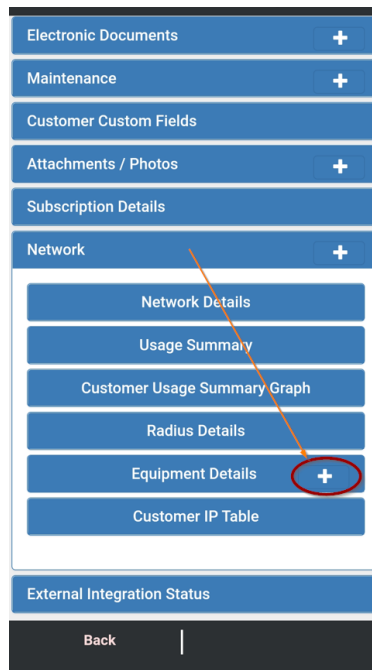 Electronic Documents
Maintenance
Customer Custom Fields
Attachments / Photos
Subscription Details
Network
Network Details
Usage Summary
Customer Usage Summary Graph
Radius Details
Equipment Details
Customer IP Table
External Integration Status
Back